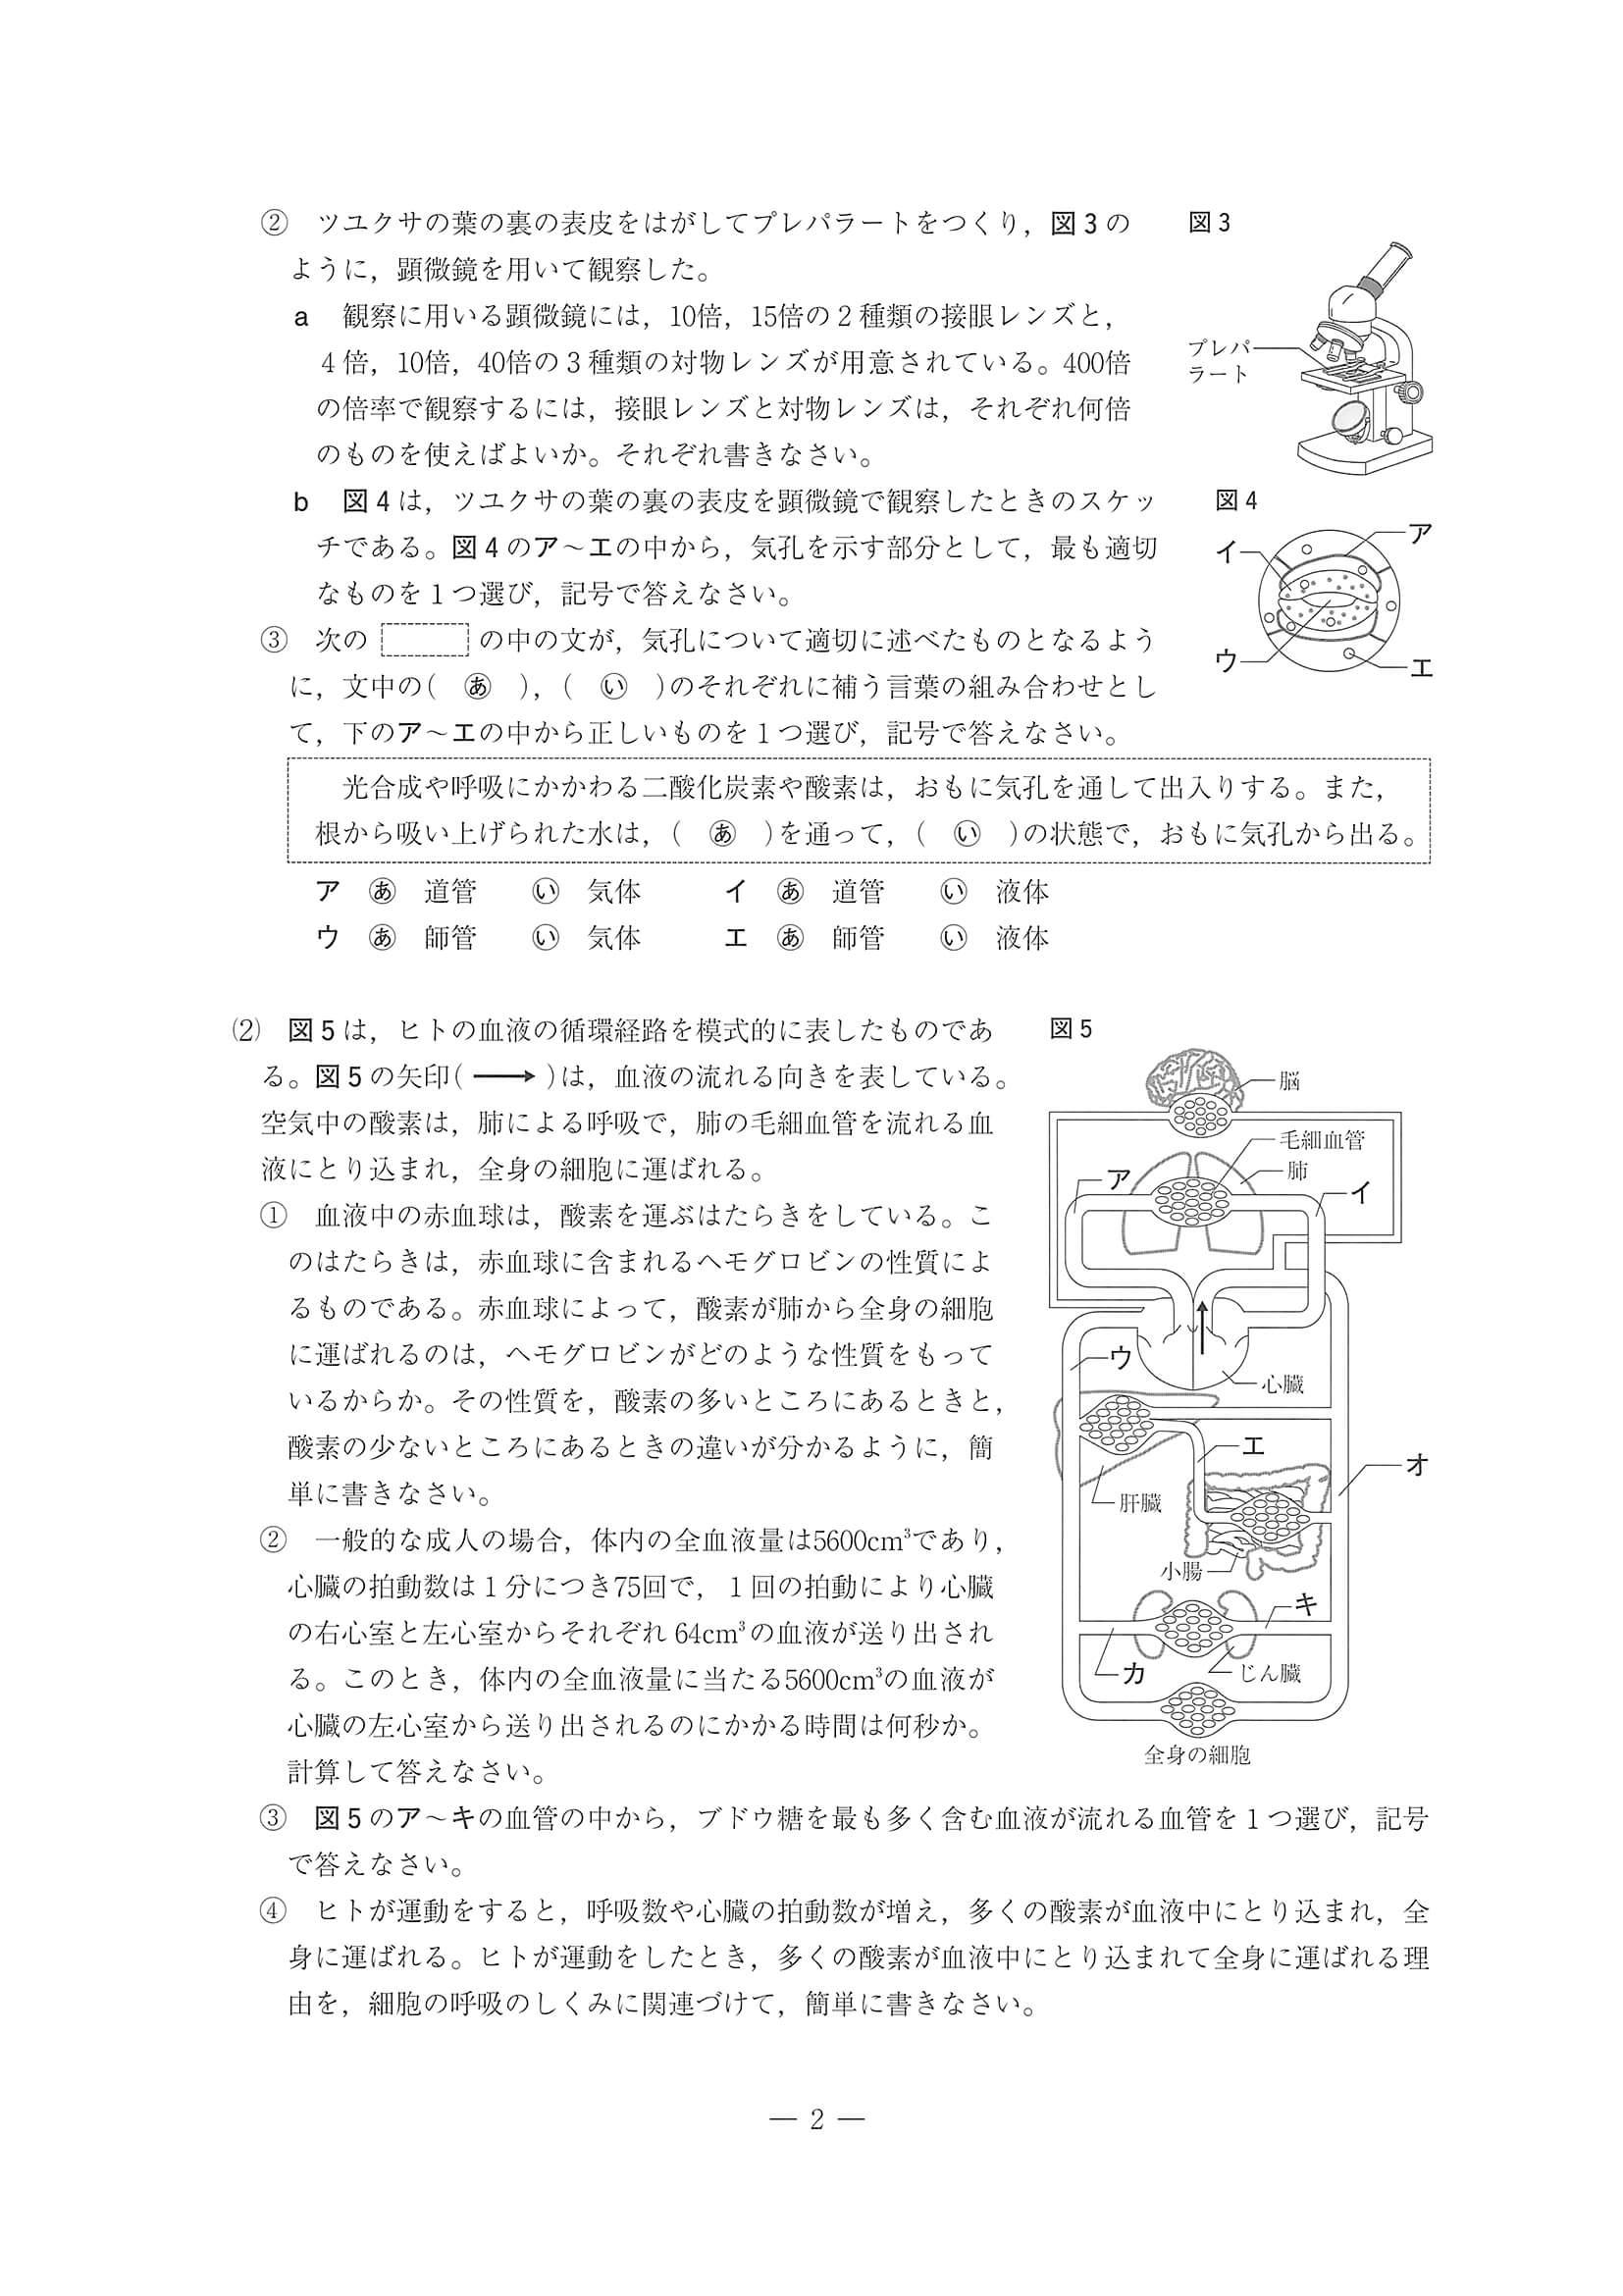 ② ツユクサの葉の裏の表皮をはがしてプレパラートをつくり，図3の
ように，顕微鏡を用いて観察した。
a 観察に用いる顕微鏡には，10倍，15倍の2種類の接眼レンズと，
4倍，10倍，40倍の3種類の対物レンズが用意されている。400倍
の倍率で観察するには，接眼レンズと対物レンズは，それぞれ何倍
のものを使えばよいか。それぞれ書きなさい。
図3
プレパ
ラート
b 図4は，ツユクサの葉の裏の表皮を顕微鏡で観察したときのスケッ
チである。図4のア～エの中から，気孔を示す部分として，最も適切
なものを1つ選び，記号で答えなさい。
図4
ア
イ
ウ
エ
③ 次の の中の文が，気孔について適切に述べたものとなるよう
に，文中の( あ )，( い )のそれぞれに補う言葉の組み合わせとし
て，下のア～エの中から正しいものを1つ選び，記号で答えなさい。
光合成や呼吸にかかわる二酸化炭素や酸素は，おもに気孔を通して出入りする。また，
根から吸い上げられた水は，( あ )を通って，( い )の状態で，おもに気孔から出る。
ア あ 道管 い 気体 イ あ 道管 い 液体
ウ あ 師管 い 気体 エ あ 師管 い 液体
(2) 図5は，ヒトの血液の循環経路を模式的に表したものであ
る。図5の矢印( → )は，血液の流れる向きを表している。
空気中の酸素は，肺による呼吸で，肺の毛細血管を流れる血
液にとり込まれ，全身の細胞に運ばれる。
① 血液中の赤血球は，酸素を運ぶはたらきをしている。こ
のはたらきは，赤血球に含まれるヘモグロビンの性質によ
るものである。赤血球によって，酸素が肺から全身の細胞
に運ばれるのは，ヘモグロビンがどのような性質をもって
いるからか。その性質を，酸素の多いところにあるときと，
酸素の少ないところにあるときの違いが分かるように，簡
単に書きなさい。
② 一般的な成人の場合，体内の全血液量は5600cm³であり，
心臓の拍動数は1分につき75回で，1回の拍動により心臓
の右心室と左心室からそれぞれ64cm³の血液が送り出され
る。このとき，体内の全血液量に当たる5600cm³の血液が
心臓の左心室から送り出されるのにかかる時間は何秒か。
計算して答えなさい。
図5
脳
毛細血管
肺
ア
イ
ウ
心臓
エ
オ
肝臓
小腸
キ
カ
じん臓
全身の細胞
③ 図5のア～キの血管の中から，ブドウ糖を最も多く含む血液が流れる血管を1つ選び，記号
で答えなさい。
④ ヒトが運動をすると，呼吸数や心臓の拍動数が増え，多くの酸素が血液中にとり込まれ，全
身に運ばれる。ヒトが運動をしたとき，多くの酸素が血液中にとり込まれて全身に運ばれる理
由を，細胞の呼吸のしくみに関連づけて，簡単に書きなさい。
— 2 —